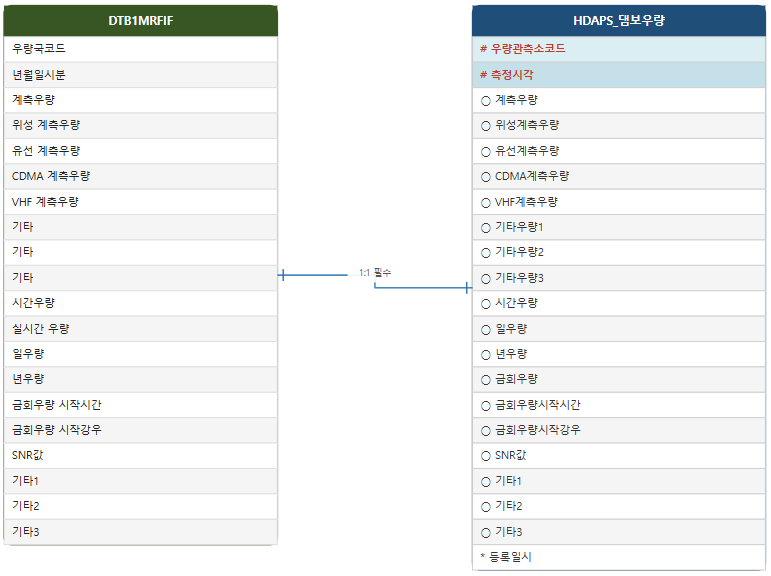 DTB1MRFIF
우량국코드
년월일시분
계측우량
위성 계측우량
유선 계측우량
CDMA 계측우량
VHF 계측우량
기타
기타
기타
시간우량
실시간 우량
일우량
년우량
금회우량 시작시간
금회우량 시작강우
SNR값
기타1
기타2
기타3
1:1 필수
HDAPS_댐보우량
# 우량관측소코드
# 측정시각
○ 계측우량
○ 위성계측우량
○ 유선계측우량
○ CDMA계측우량
○ VHF계측우량
○ 기타우량1
○ 기타우량2
○ 기타우량3
○ 시간우량
○ 일우량
○ 년우량
○ 금회우량
○ 금회우량시작시간
○ 금회우량시작강우
○ SNR값
○ 기타1
○ 기타2
○ 기타3
* 등록일시